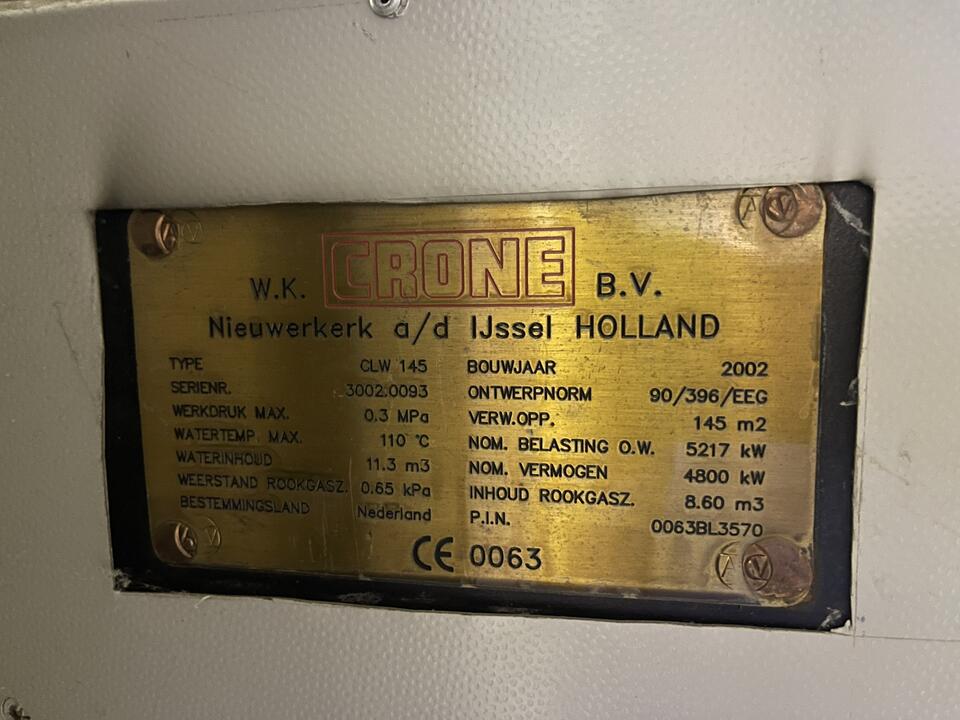 W.K. CRONE B.V.
Nieuwerkerk a/d IJssel HOLLAND
TYPE CLW 145 BOUWJAAR 2002
SERIENR. 3002.0093 ONTWERPNORM 90/396/EEG
WERKDRUK MAX. 0.3 MPa VERW.OPP. 145 m2
WATERTEMP. MAX. 110 °C NOM. BELASTING O.W. 5217 kW
WATERINHOUD 11.3 m3 NOM. VERMOGEN 4800 kW
WEERSTAND ROOKGASZ. 0.65 kPa INHOUD ROOKGASZ. 8.60 m3
BESTEMMINGSLAND Nederland P.I.N. 0063BL3570
CE 0063